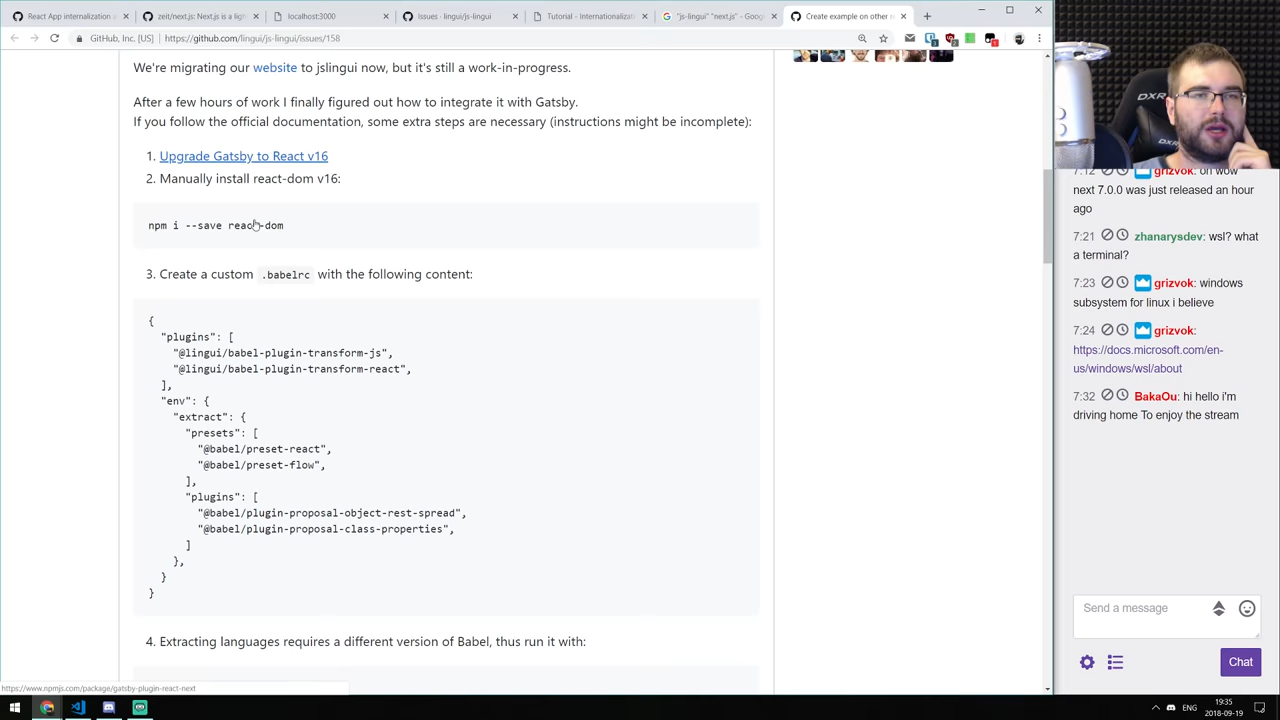 React App internalization
zeit/next.js: Next.js is a ligh
localhost:3000
Issues · lingui/js-lingui
Tutorial - Internationaliza
"js-lingui" "next.js" - Goog
Create example on other r
GitHub, Inc. [US] | https://github.com/lingui/js-lingui/issues/158
We're migrating our website to jslingui now, but it's still a work-in-progress.
After a few hours of work I finally figured out how to integrate it with Gatsby.
If you follow the official documentation, some extra steps are necessary (instructions might be incomplete):
1. Upgrade Gatsby to React v16
2. Manually install react-dom v16:
npm i --save react-dom
3. Create a custom .babelrc with the following content:
{
"plugins": [
"@lingui/babel-plugin-transform-js",
"@lingui/babel-plugin-transform-react",
],
"env": {
"extract": {
"presets": [
"@babel/preset-react",
"@babel/preset-flow",
],
"plugins": [
"@babel/plugin-proposal-object-rest-spread",
"@babel/plugin-proposal-class-properties",
]
},
}
}
4. Extracting languages requires a different version of Babel, thus run it with:
https://www.npmjs.com/package/gatsby-plugin-react-next
DXR
7:12 grizvok: oh wow
next 7.0.0 was just released an hour
ago
7:21 zhanarysdev: wsl? what
a terminal?
7:23 grizvok: windows
subsystem for linux i believe
7:24 grizvok:
https://docs.microsoft.com/en-
us/windows/wsl/about
7:32 BakaOu: hi hello i'm
driving home To enjoy the stream
Send a message
Chat
ENG
19:35
2018-09-19